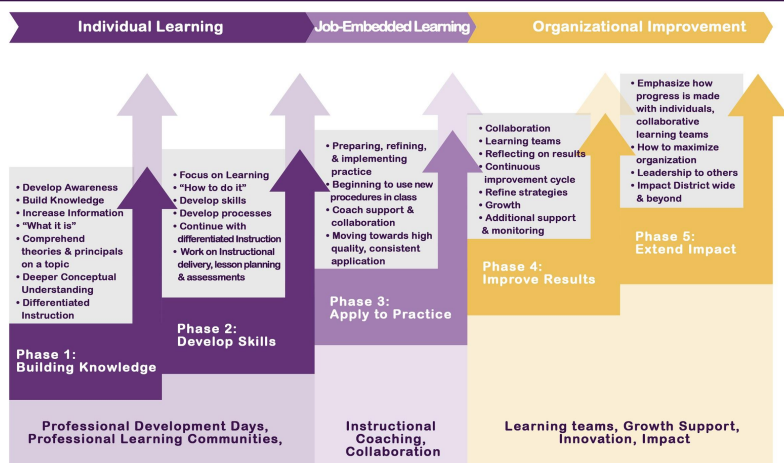 Individual Learning
Job-Embedded Learning
Organizational Improvement
• Develop Awareness
• Build Knowledge
• Increase Information
• "What it is"
• Comprehend
theories & principals
on a topic
• Deeper Conceptual
Understanding
• Differentiated
Instruction
Phase 1:
Building Knowledge
• Focus on Learning
• "How to do it"
• Develop skills
• Develop processes
• Continue with
differentiated Instruction
• Work on Instructional
delivery, lesson planning
& assessments
Phase 2:
Develop Skills
• Preparing, refining,
& implementing
practice
• Beginning to use new
procedures in class
• Coach support &
collaboration
• Moving towards high
quality, consistent
application
Phase 3:
Apply to Practice
• Collaboration
• Learning teams
• Reflecting on results
• Continuous
improvement cycle
• Refine strategies
• Growth
• Additional support
& monitoring
Phase 4:
Improve Results
• Emphasize how
progress is made
with individuals,
collaborative
learning teams
• How to maximize
organization
• Leadership to others
• Impact District wide
& beyond
Phase 5:
Extend Impact
Professional Development Days,
Professional Learning Communities,
Instructional
Coaching,
Collaboration
Learning teams, Growth Support,
Innovation, Impact